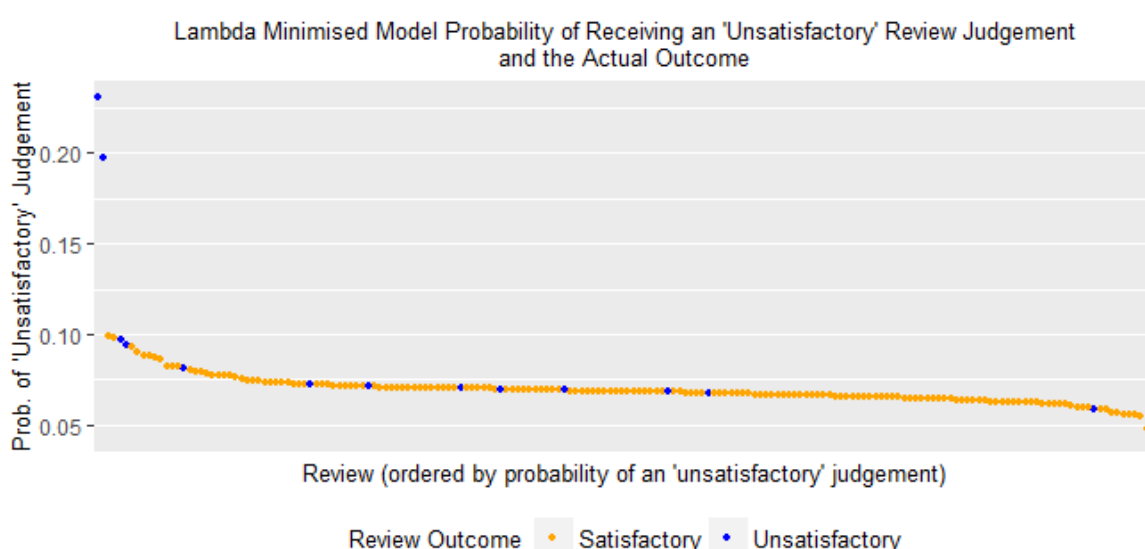 Lambda Minimised Model Probability of Receiving an 'Unsatisfactory' Review Judgement
and the Actual Outcome
Prob. of 'Unsatisfactory' Judgement
0.20
0.15
0.10
0.05
Review (ordered by probability of an 'unsatisfactory' judgement)
Review Outcome Satisfactory Unsatisfactory